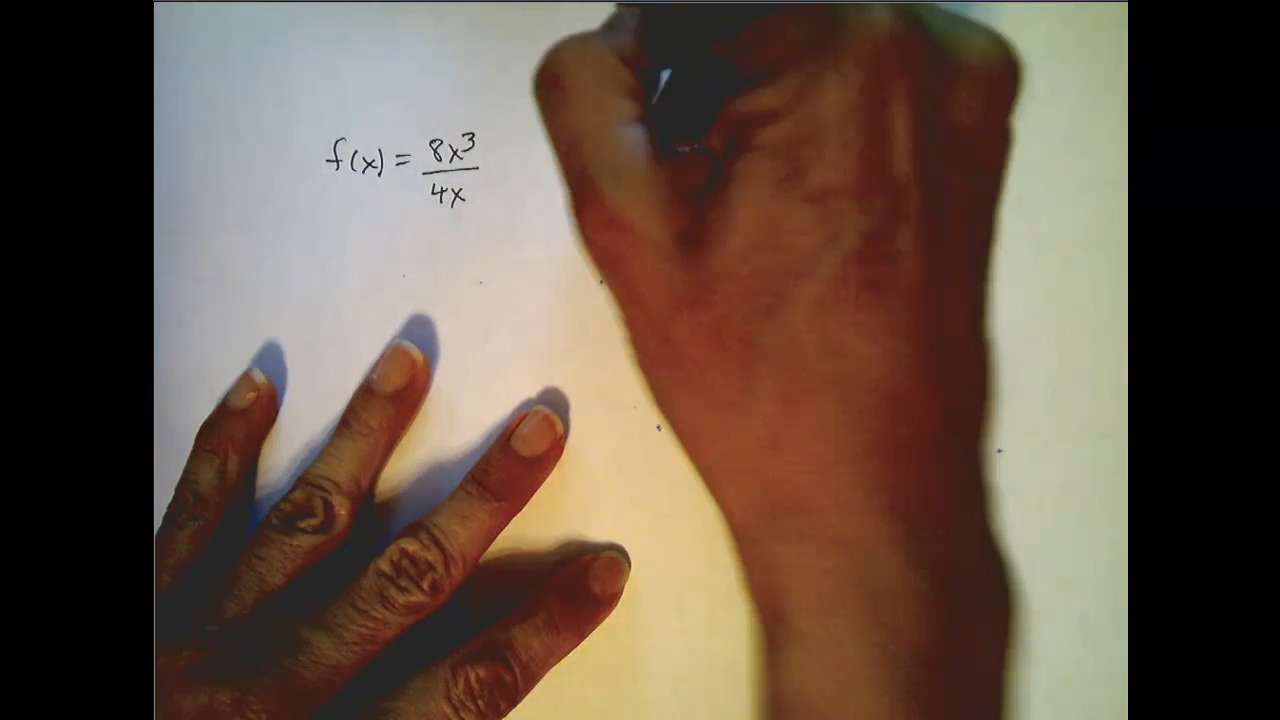 f(x) = 8x³/4x